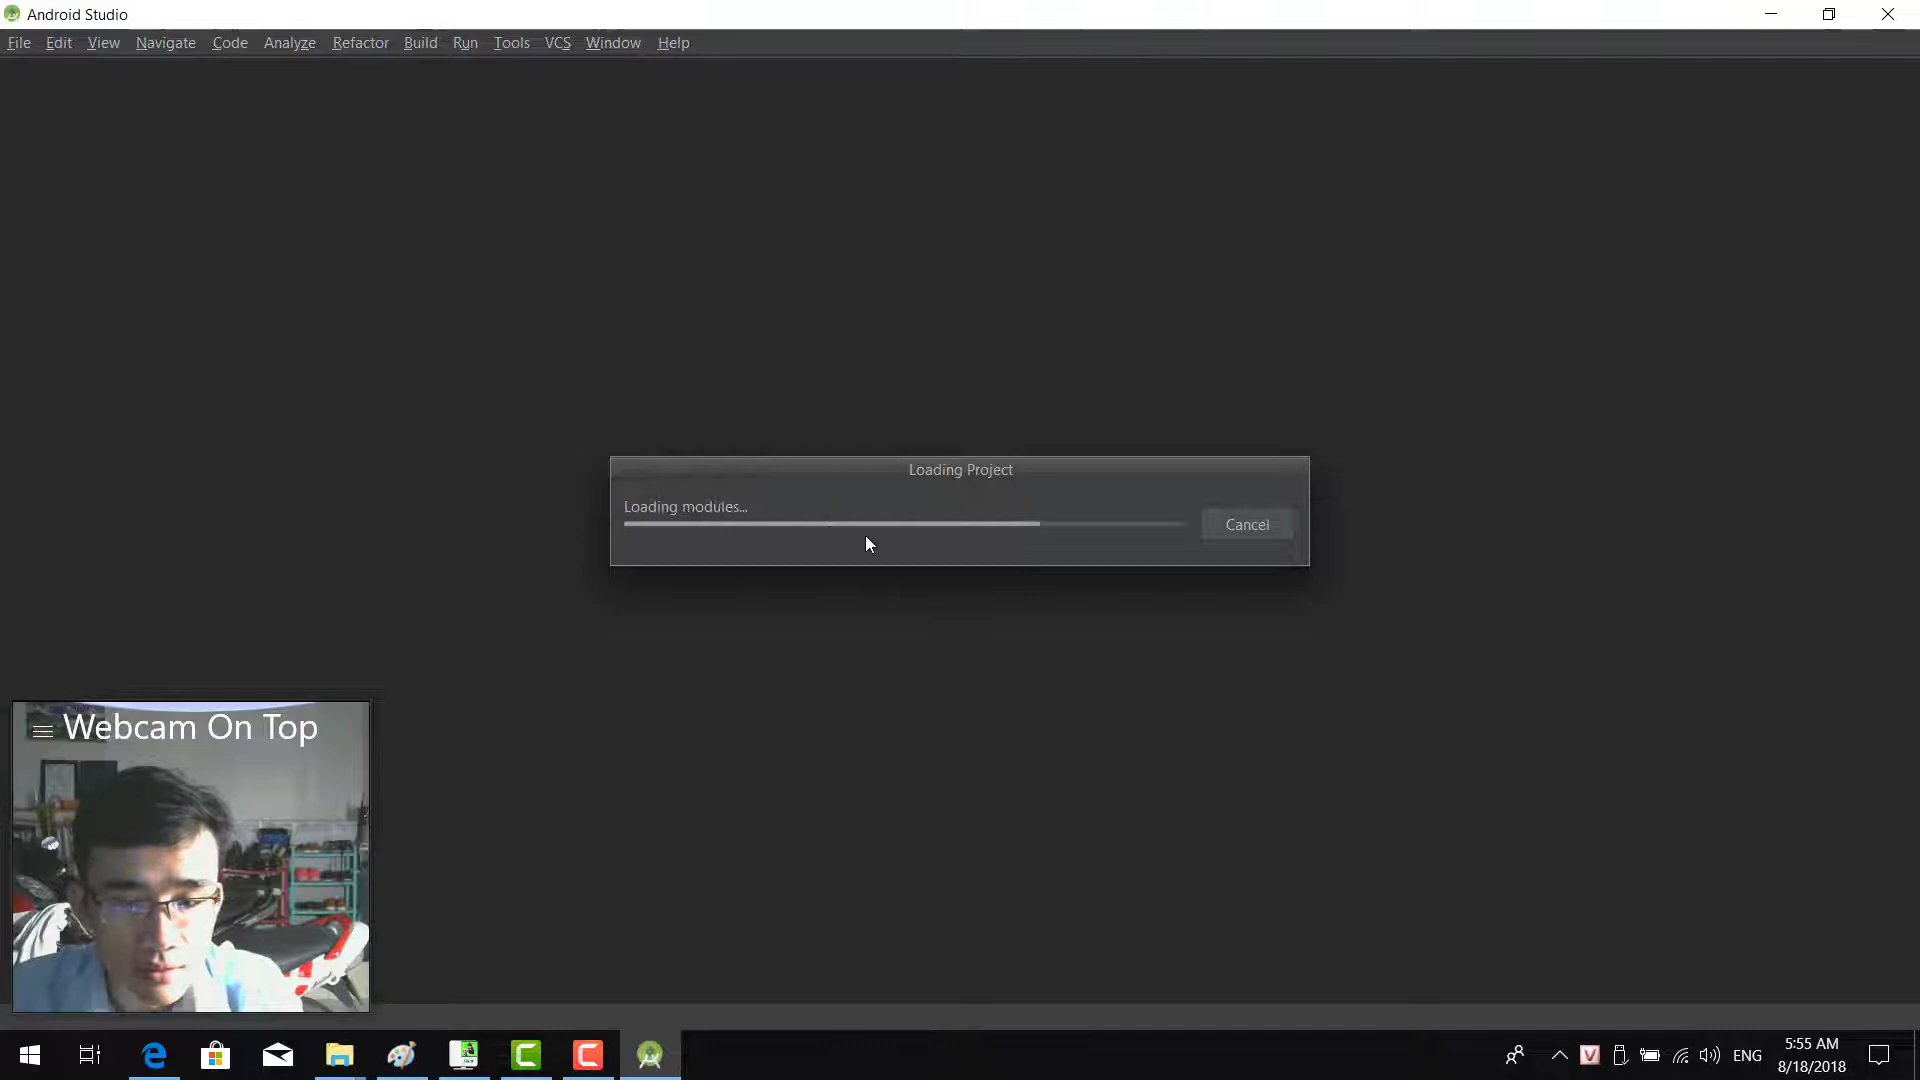 Android Studio
File Edit View Navigate Code Analyze Refactor Build Run Tools VCS Window Help
Loading Project
Loading modules...
Cancel
Webcam On Top
ENG
5:55 AM
8/18/2018